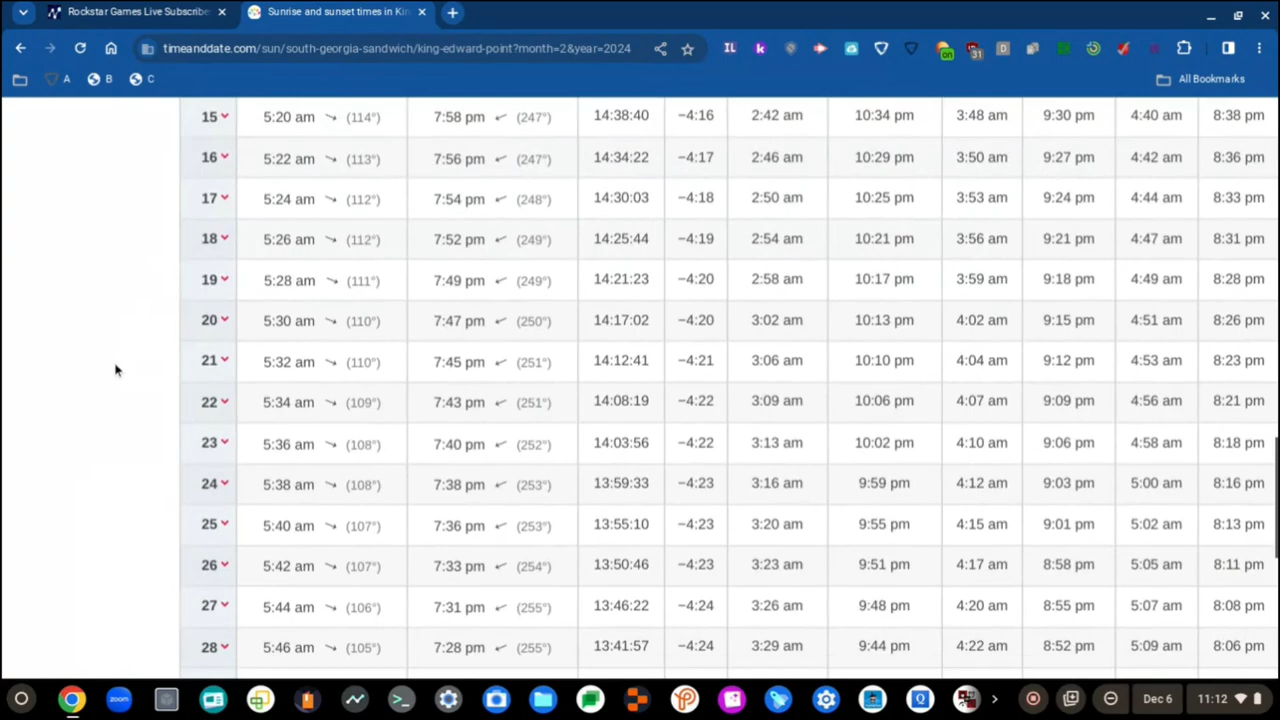 Rockstar Games Live Subscribe
Sunrise and sunset times in Kin
timeanddate.com/sun/south-georgia-sandwich/king-edward-point?month=2&year=2024
IL k on 31 D
A B C All Bookmarks
15 5:20 am (114°) 7:58 pm (247°) 14:38:40 −4:16 2:42 am 10:34 pm 3:48 am 9:30 pm 4:40 am 8:38 pm
16 5:22 am (113°) 7:56 pm (247°) 14:34:22 −4:17 2:46 am 10:29 pm 3:50 am 9:27 pm 4:42 am 8:36 pm
17 5:24 am (112°) 7:54 pm (248°) 14:30:03 −4:18 2:50 am 10:25 pm 3:53 am 9:24 pm 4:44 am 8:33 pm
18 5:26 am (112°) 7:52 pm (249°) 14:25:44 −4:19 2:54 am 10:21 pm 3:56 am 9:21 pm 4:47 am 8:31 pm
19 5:28 am (111°) 7:49 pm (249°) 14:21:23 −4:20 2:58 am 10:17 pm 3:59 am 9:18 pm 4:49 am 8:28 pm
20 5:30 am (110°) 7:47 pm (250°) 14:17:02 −4:20 3:02 am 10:13 pm 4:02 am 9:15 pm 4:51 am 8:26 pm
21 5:32 am (110°) 7:45 pm (251°) 14:12:41 −4:21 3:06 am 10:10 pm 4:04 am 9:12 pm 4:53 am 8:23 pm
22 5:34 am (109°) 7:43 pm (251°) 14:08:19 −4:22 3:09 am 10:06 pm 4:07 am 9:09 pm 4:56 am 8:21 pm
23 5:36 am (108°) 7:40 pm (252°) 14:03:56 −4:22 3:13 am 10:02 pm 4:10 am 9:06 pm 4:58 am 8:18 pm
24 5:38 am (108°) 7:38 pm (253°) 13:59:33 −4:23 3:16 am 9:59 pm 4:12 am 9:03 pm 5:00 am 8:16 pm
25 5:40 am (107°) 7:36 pm (253°) 13:55:10 −4:23 3:20 am 9:55 pm 4:15 am 9:01 pm 5:02 am 8:13 pm
26 5:42 am (107°) 7:33 pm (254°) 13:50:46 −4:23 3:23 am 9:51 pm 4:17 am 8:58 pm 5:05 am 8:11 pm
27 5:44 am (106°) 7:31 pm (255°) 13:46:22 −4:24 3:26 am 9:48 pm 4:20 am 8:55 pm 5:07 am 8:08 pm
28 5:46 am (105°) 7:28 pm (255°) 13:41:57 −4:24 3:29 am 9:44 pm 4:22 am 8:52 pm 5:09 am 8:06 pm
zoom Q Dec 6 11:12